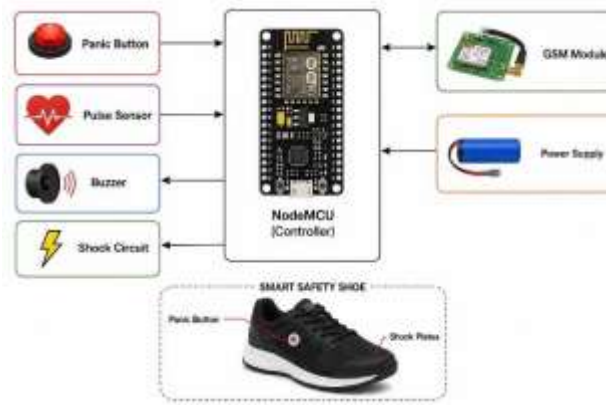 Panic Button
Pulse Sensor
Buzzer
Shock Circuit
NodeMCU
(Controller)
GSM Module
Power Supply
SMART SAFETY SHOE
Panic Button
Shock Plates